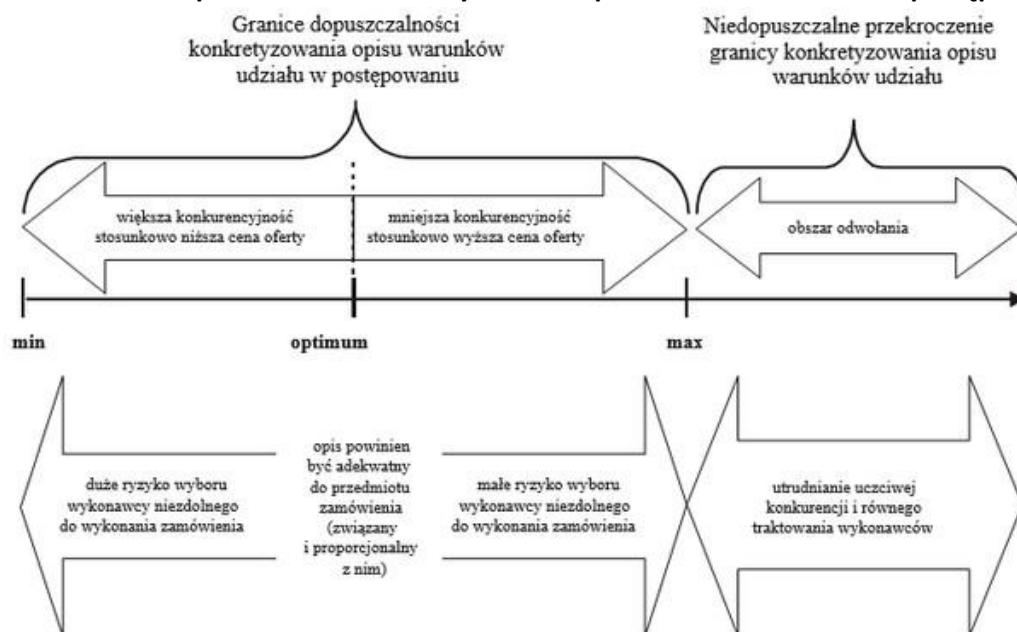 Granice dopuszczalności
konkretyzowania opisu warunków
udziału w postępowaniu
Niedopuszczalne przekroczenie
granicy konkretyzowania opisu
warunków udziału
większa konkurencyjność
stosunkowo niższa cena oferty
mniejsza konkurencyjność
stosunkowo wyższa cena oferty
obszar odwołania
min
optimum
max
duże ryzyko wyboru
wykonawcy niezdolnego
do wykonania zamówienia
opis powinien
być adekwatny
do przedmiotu
zamówienia
(związany
i proporcjonalny
z nim)
małe ryzyko wyboru
wykonawcy niezdolnego
do wykonania zamówienia
utrudnianie uczciwej
konkurencji i równego
traktowania wykonawców